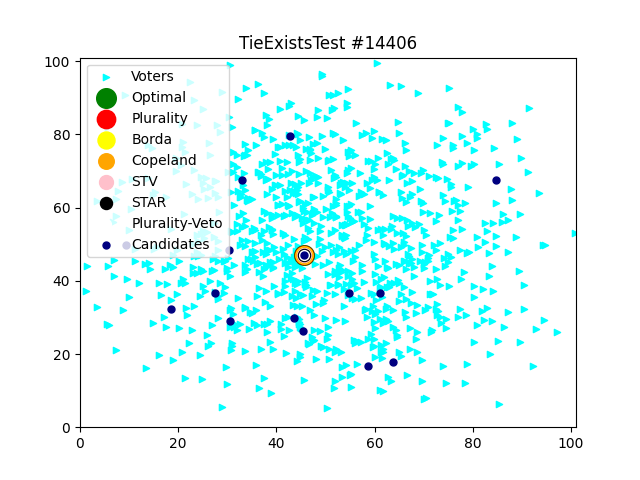 TieExistsTest #14406
100
80
60
40
20
0
0
20
40
60
80
100
Voters
Optimal
Plurality
Borda
Copeland
STV
STAR
Plurality-Veto
Candidates